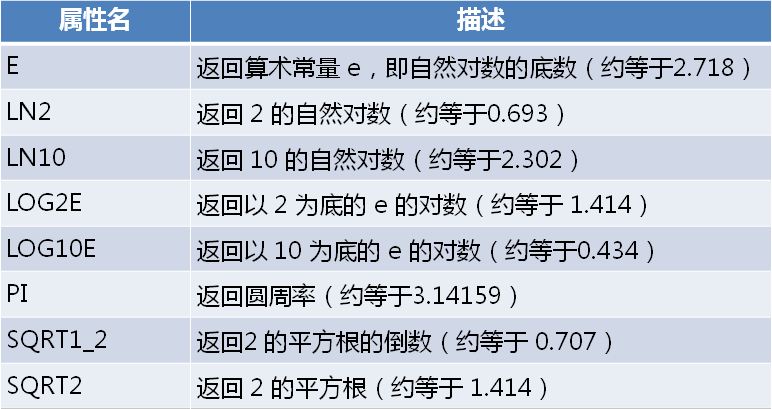 属性名 描述
E 返回算术常量 e，即自然对数的底数（约等于2.718）
LN2 返回 2 的自然对数（约等于0.693）
LN10 返回 10 的自然对数（约等于2.302）
LOG2E 返回以 2 为底的 e 的对数（约等于 1.414）
LOG10E 返回以 10 为底的 e 的对数（约等于0.434）
PI 返回圆周率（约等于3.14159）
SQRT1_2 返回2 的平方根的倒数（约等于 0.707）
SQRT2 返回 2 的平方根（约等于 1.414）